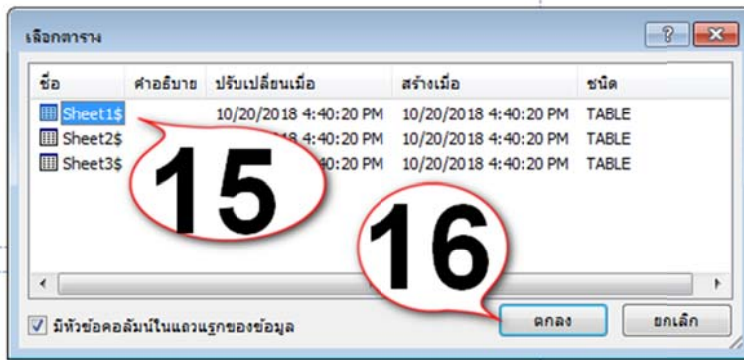 เลือกตาราง
ชื่อ คำอธิบาย ปรับเปลี่ยนเมื่อ สร้างเมื่อ ชนิด
Sheet1$ 10/20/2018 4:40:20 PM 10/20/2018 4:40:20 PM TABLE
Sheet2$ 4:40:20 PM 10/20/2018 4:40:20 PM TABLE
Sheet3$ 40:20 PM 10/20/2018 4:40:20 PM TABLE
15
16
มีหัวข้อคอลัมน์ในแถวแรกของข้อมูล ตกลง ยกเลิก